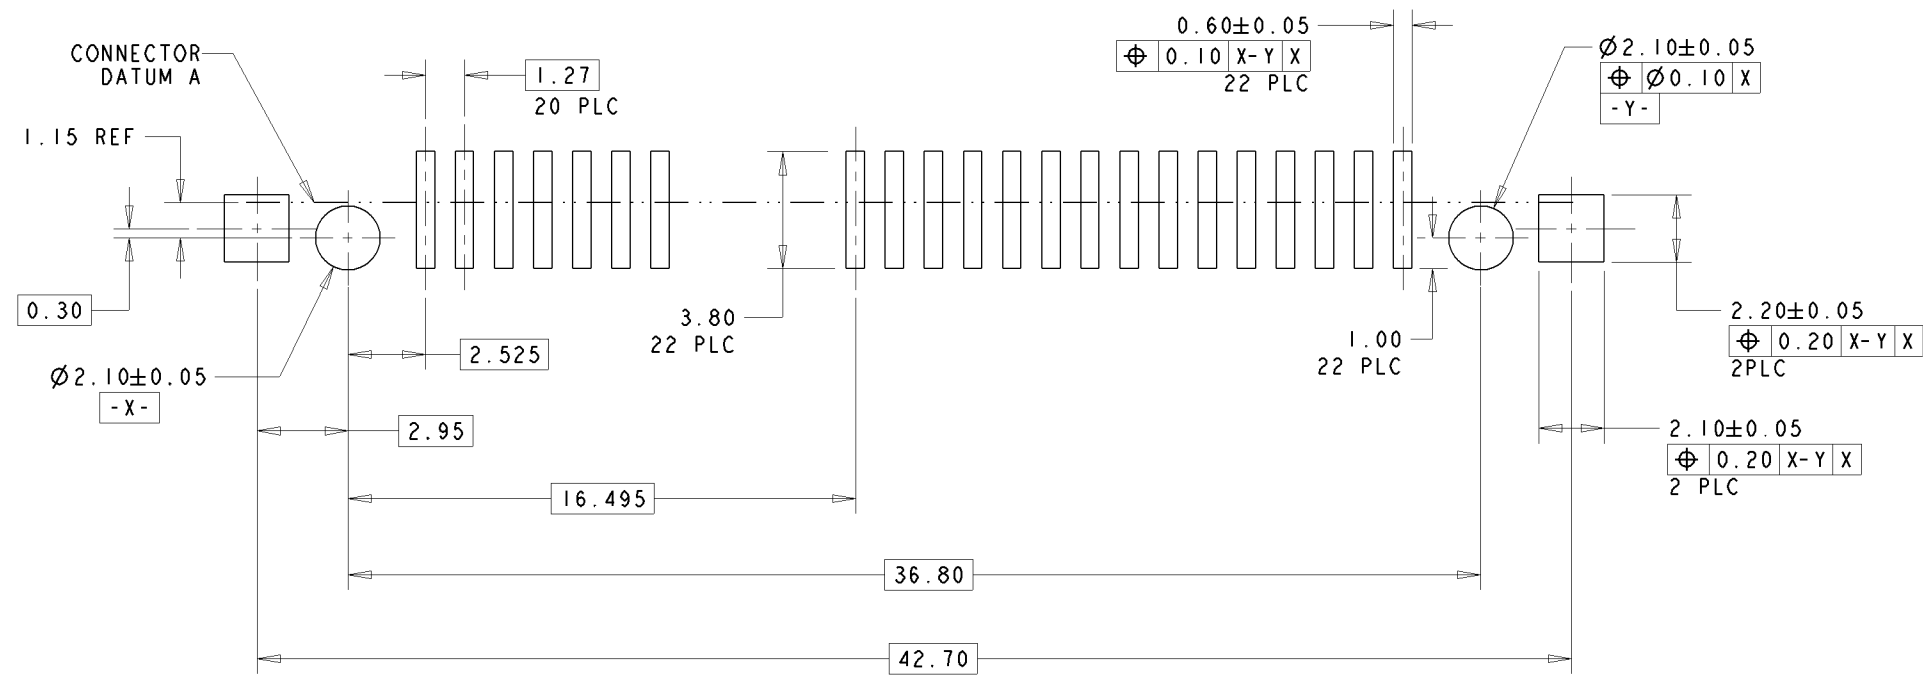 CONNECTOR
DATUM A
1.15 REF
0.30
Ø2.10±0.05
-X-
1.27
20 PLC
2.525
2.95
16.495
36.80
42.70
3.80
22 PLC
0.60±0.05
⌖ 0.10 X-Y X
22 PLC
1.00
22 PLC
Ø2.10±0.05
⌖ Ø0.10 X
-Y-
2.20±0.05
⌖ 0.20 X-Y X
2PLC
2.10±0.05
⌖ 0.20 X-Y X
2 PLC